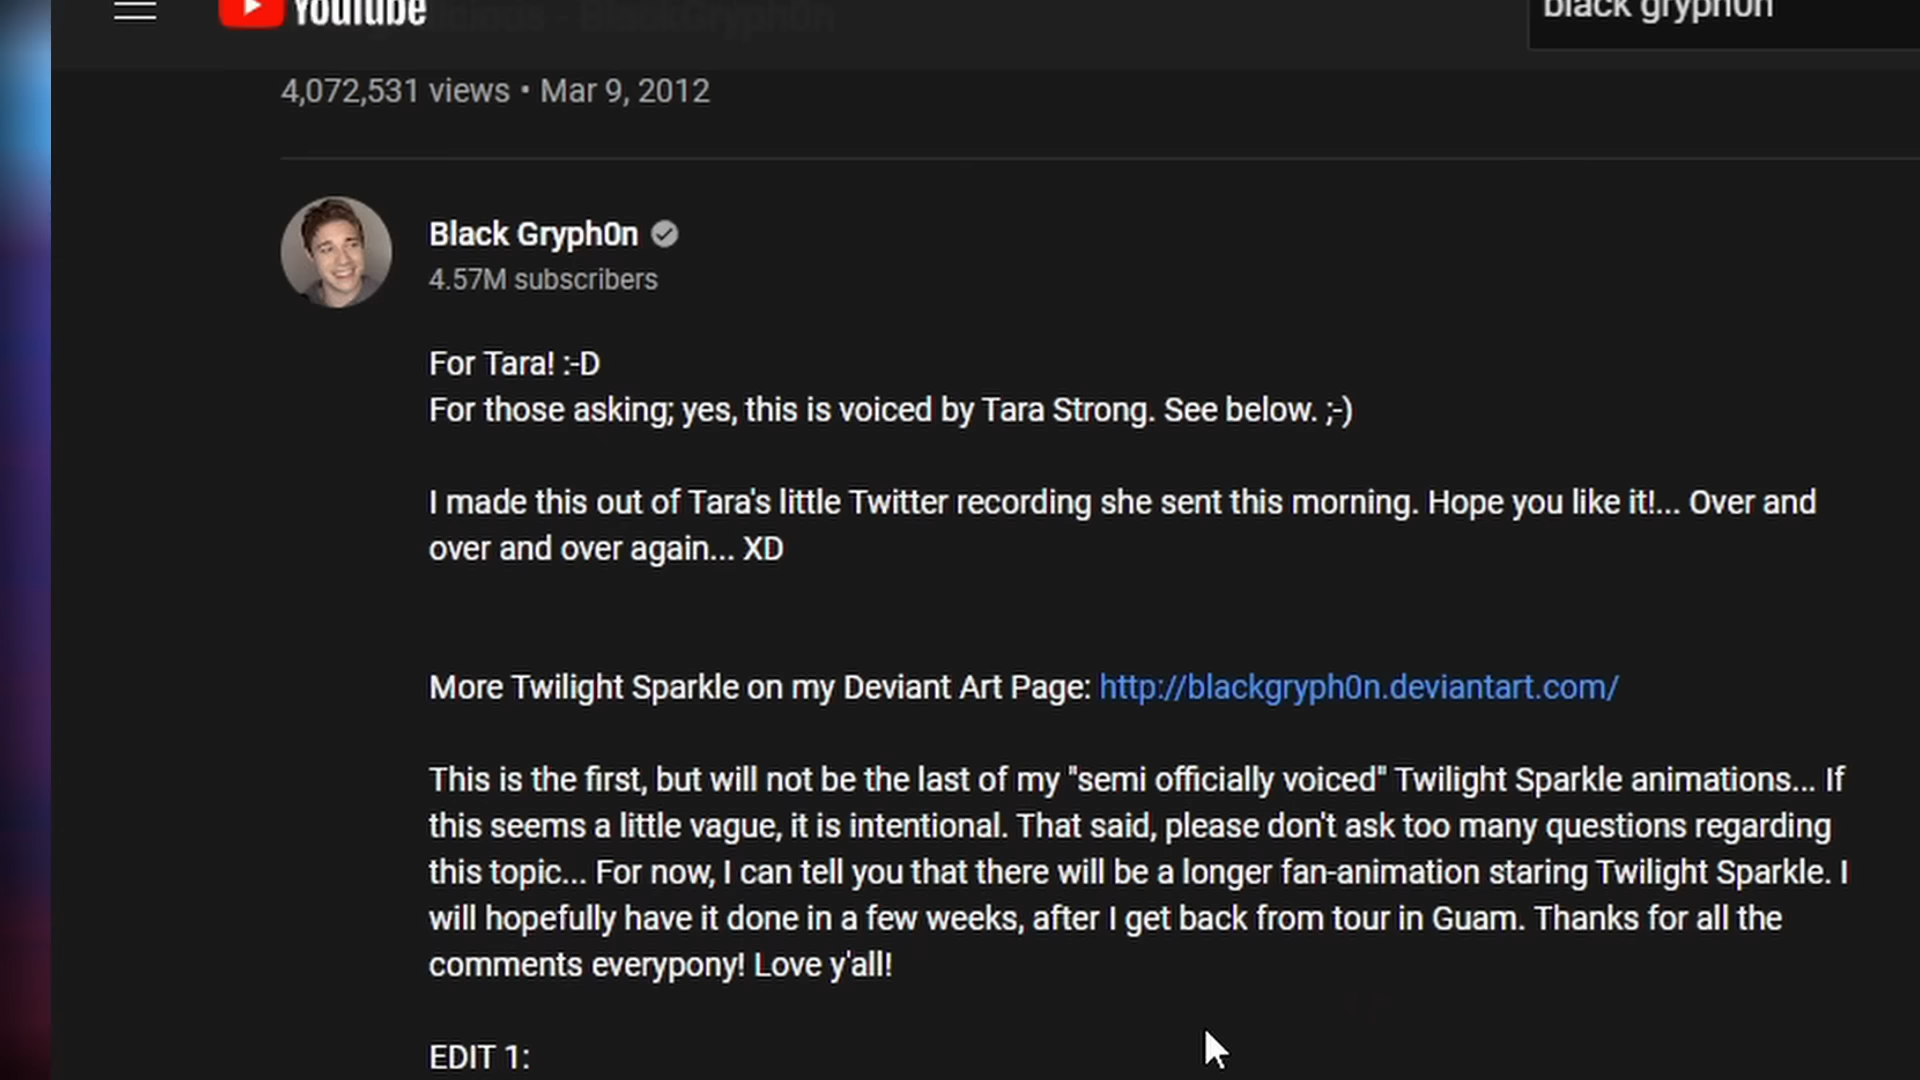 YouTube
black gryph0n
4,072,531 views • Mar 9, 2012
Black Gryph0n
4.57M subscribers
For Tara! :-D
For those asking; yes, this is voiced by Tara Strong. See below. ;-)
I made this out of Tara's little Twitter recording she sent this morning. Hope you like it!... Over and
over and over again... XD
More Twilight Sparkle on my Deviant Art Page: http://blackgryph0n.deviantart.com/
This is the first, but will not be the last of my "semi officially voiced" Twilight Sparkle animations... If
this seems a little vague, it is intentional. That said, please don't ask too many questions regarding
this topic... For now, I can tell you that there will be a longer fan-animation staring Twilight Sparkle. I
will hopefully have it done in a few weeks, after I get back from tour in Guam. Thanks for all the
comments everypony! Love y'all!
EDIT 1: